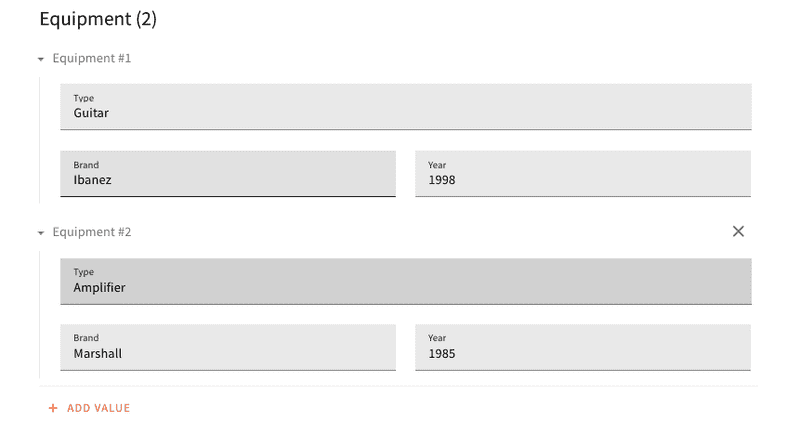 Equipment (2)
Equipment #1
Type
Guitar
Brand
Ibanez
Year
1998
Equipment #2
Type
Amplifier
Brand
Marshall
Year
1985
+ ADD VALUE